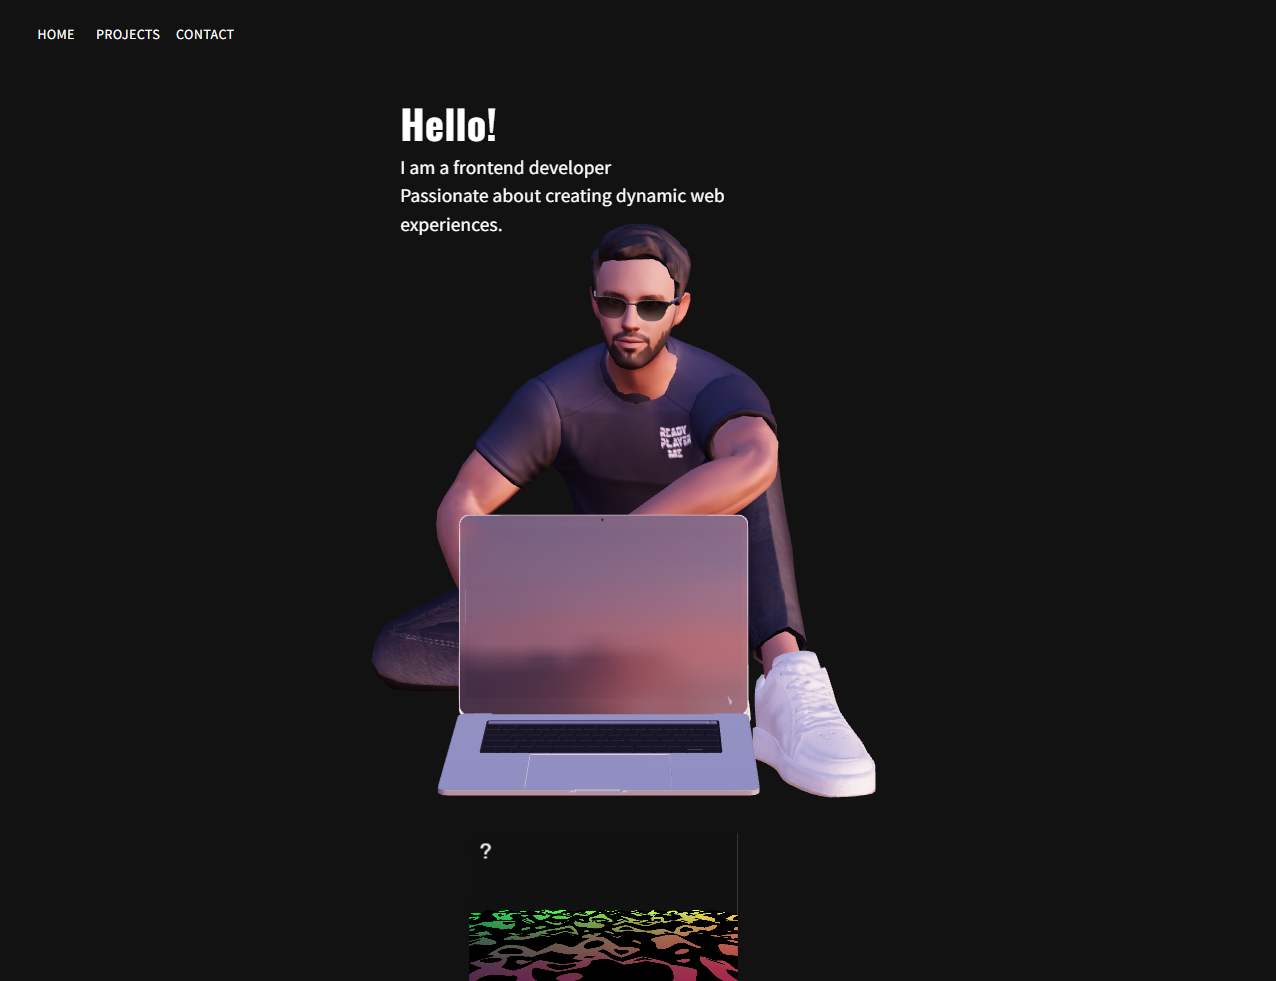 HOME PROJECTS CONTACT
Hello!
I am a frontend developer
Passionate about creating dynamic web
experiences.
READY
PLAYER
ME
?